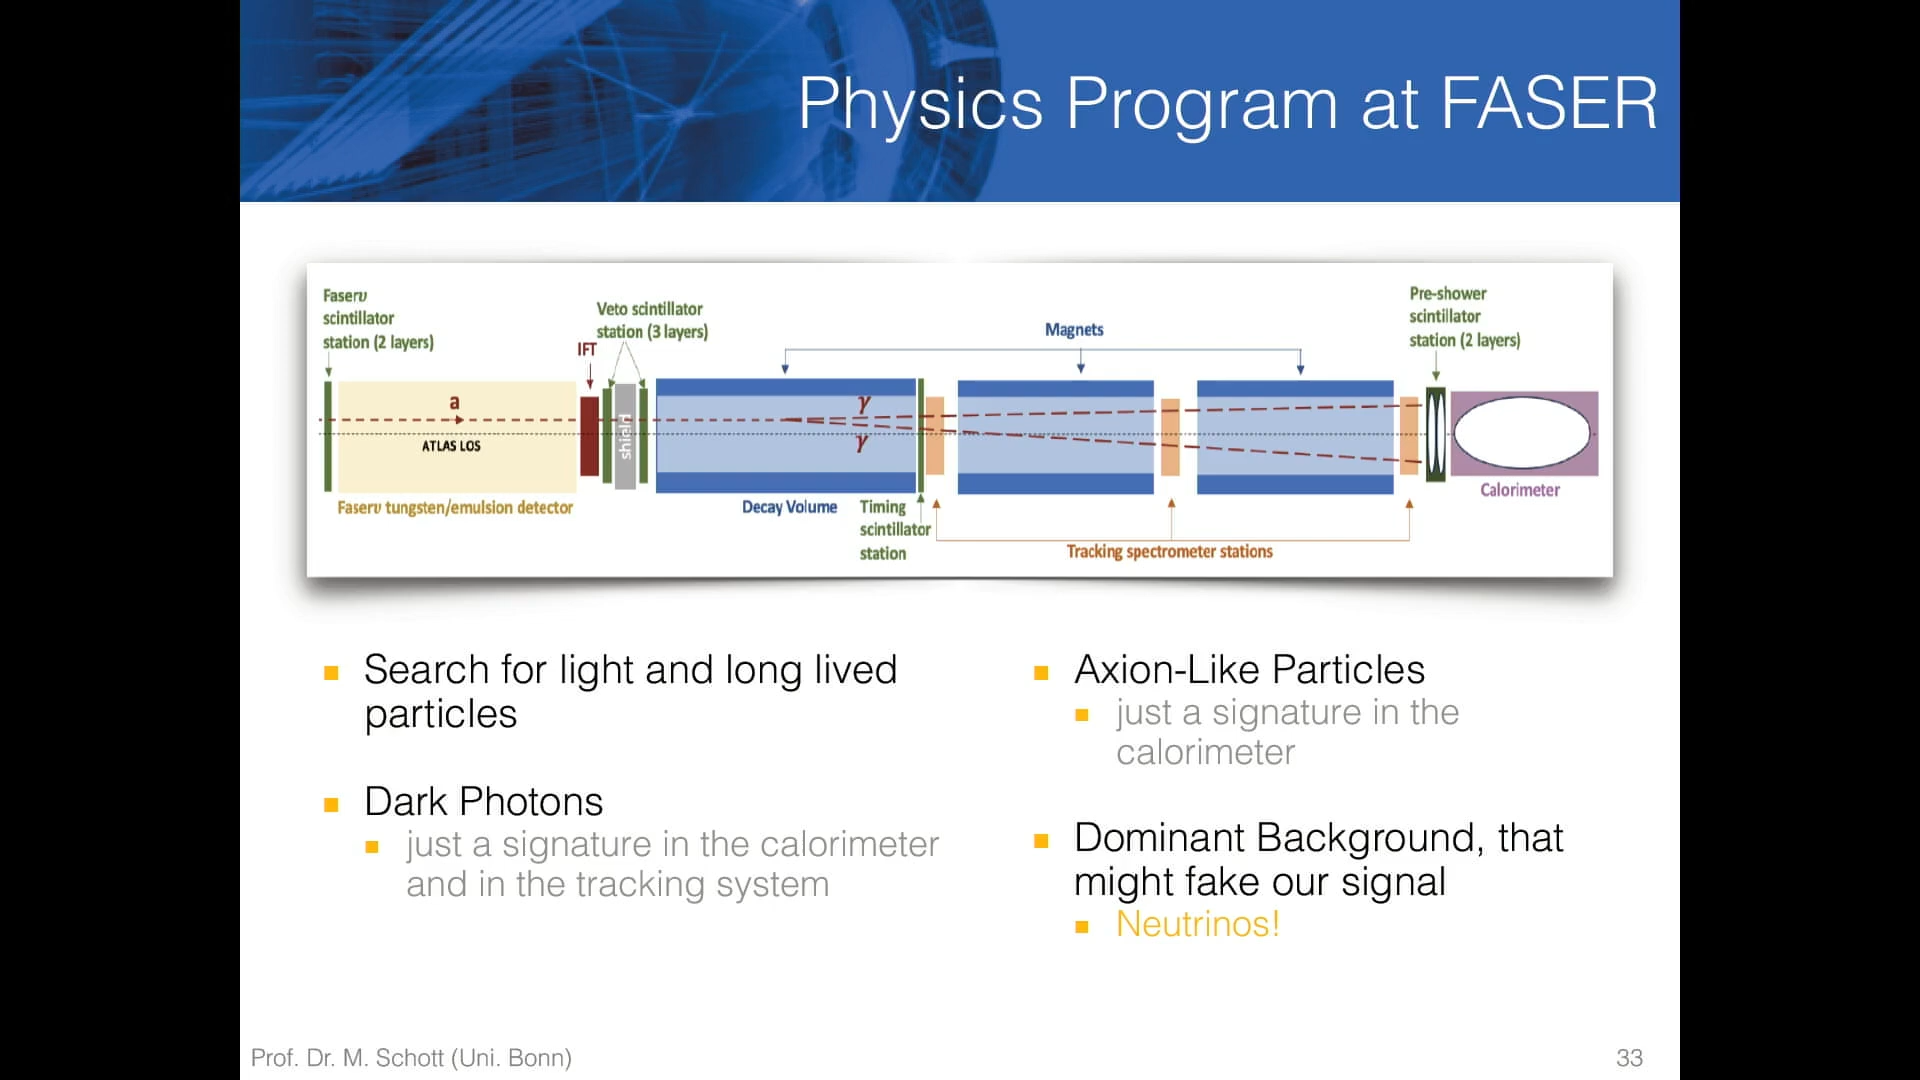 Physics Program at FASER
Faserν
scintillator
station (2 layers)
Veto scintillator
station (3 layers)
IFT
Magnets
Pre-shower
scintillator
station (2 layers)
a
ATLAS LOS
shield
γ
γ
Faserν tungsten/emulsion detector
Decay Volume
Timing
scintillator
station
Tracking spectrometer stations
Calorimeter
Search for light and long lived
particles
Dark Photons
just a signature in the calorimeter
and in the tracking system
Axion-Like Particles
just a signature in the
calorimeter
Dominant Background, that
might fake our signal
Neutrinos!
Prof. Dr. M. Schott (Uni. Bonn)
33